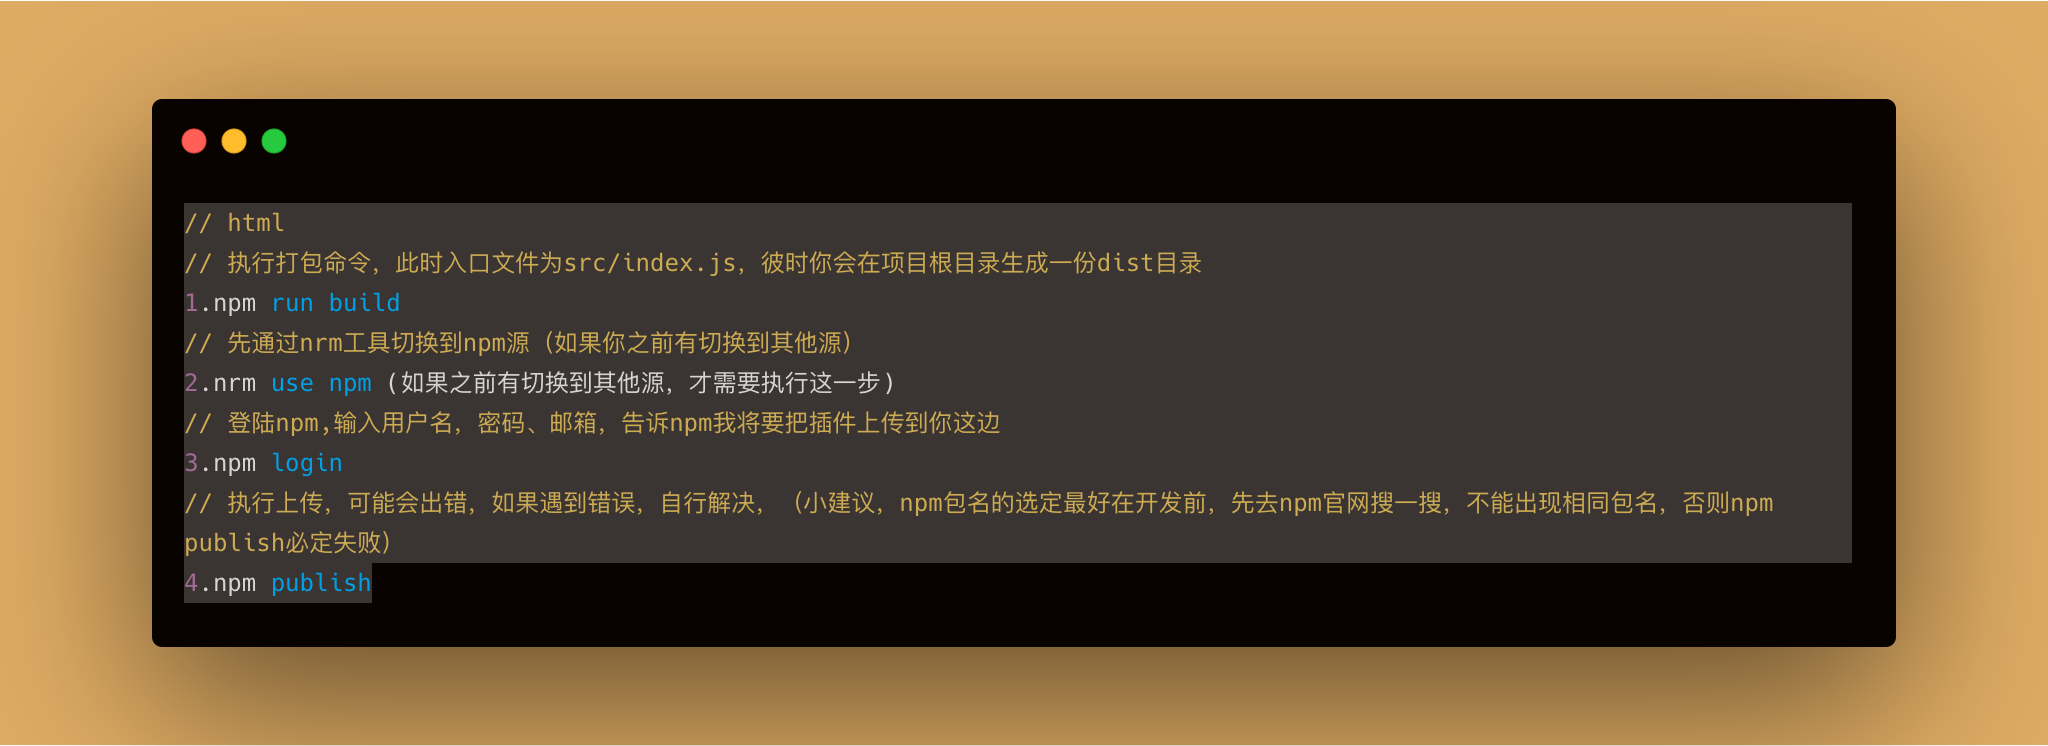 // html
// 执行打包命令，此时入口文件为src/index.js，彼时你会在项目根目录生成一份dist目录
1.npm run build
// 先通过nrm工具切换到npm源（如果你之前有切换到其他源）
2.nrm use npm (如果之前有切换到其他源，才需要执行这一步)
// 登陆npm,输入用户名，密码、邮箱，告诉npm我将要把插件上传到你这边
3.npm login
// 执行上传，可能会出错，如果遇到错误，自行解决，（小建议，npm包名的选定最好在开发前，先去npm官网搜一搜，不能出现相同包名，否则npm
publish必定失败）
4.npm publish